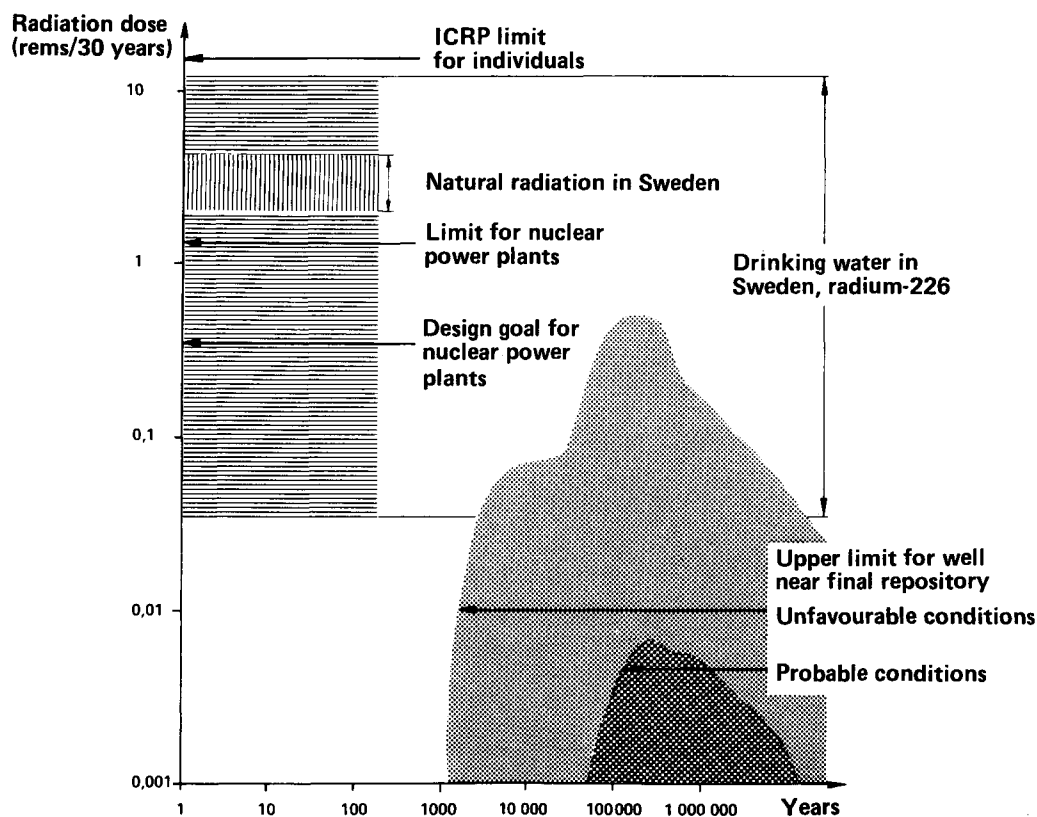 Radiation dose
(rems/30 years)
ICRP limit
for individuals
10
Natural radiation in Sweden
Limit for nuclear
power plants
1
Drinking water in
Sweden, radium-226
Design goal for
nuclear power
plants
0,1
Upper limit for well
near final repository
0,01
Unfavourable conditions
Probable conditions
0,001
1
10
100
1000
10 000
100 000
1 000 000
Years